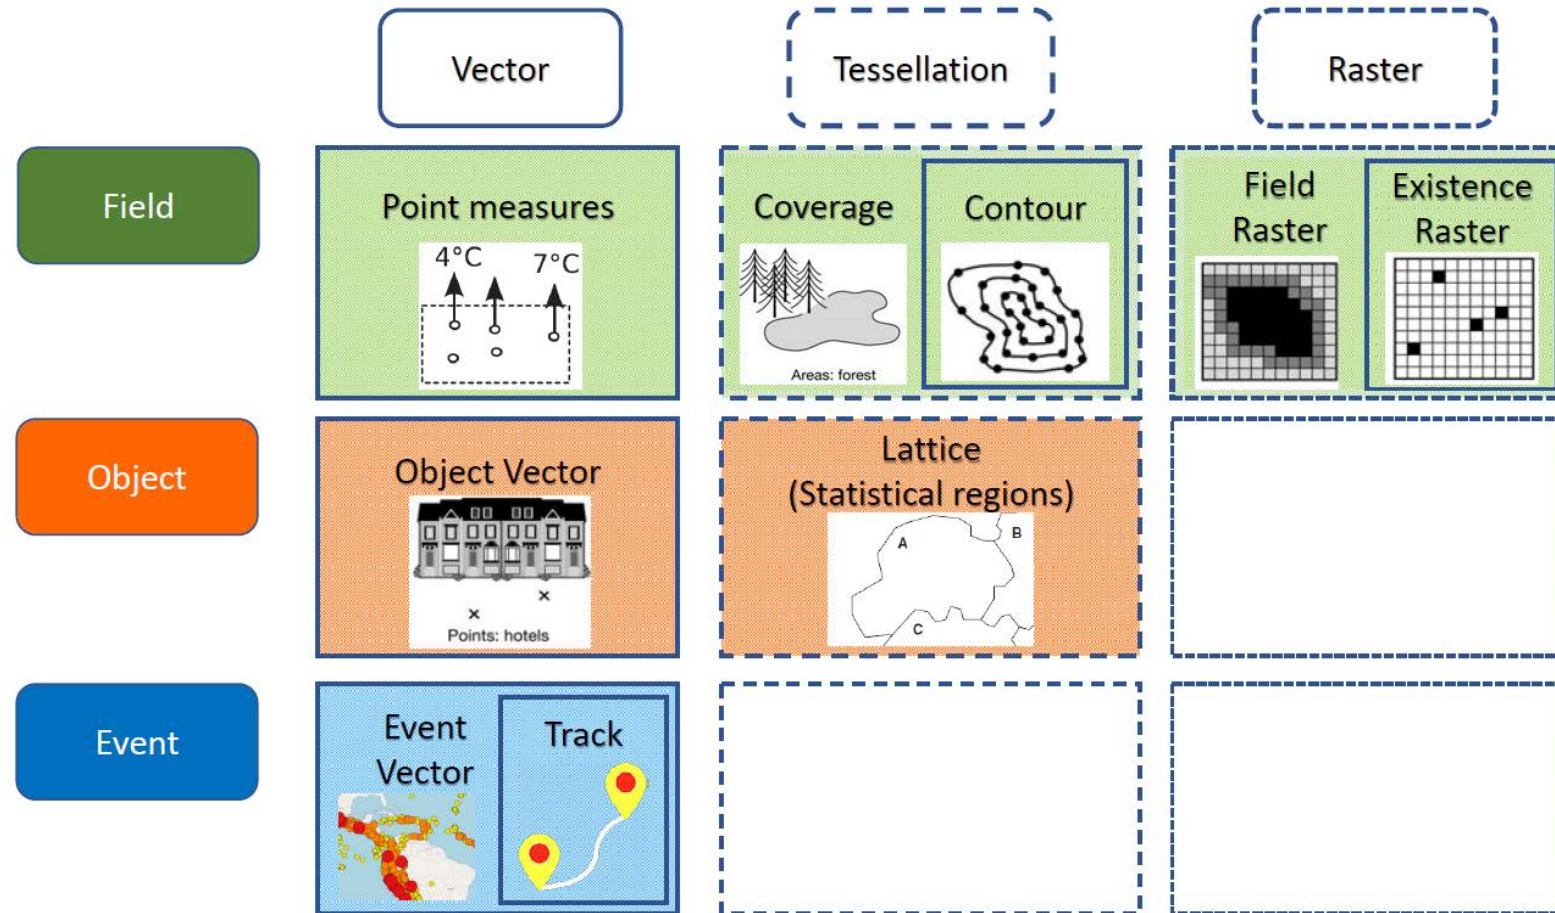 Vector
Tessellation
Raster
Field
Point measures
4°C
7°C
Coverage
Areas: forest
Contour
Field
Raster
Existence
Raster
Object
Object Vector
Points: hotels
Lattice
(Statistical regions)
A
B
C
Event
Event
Vector
Track